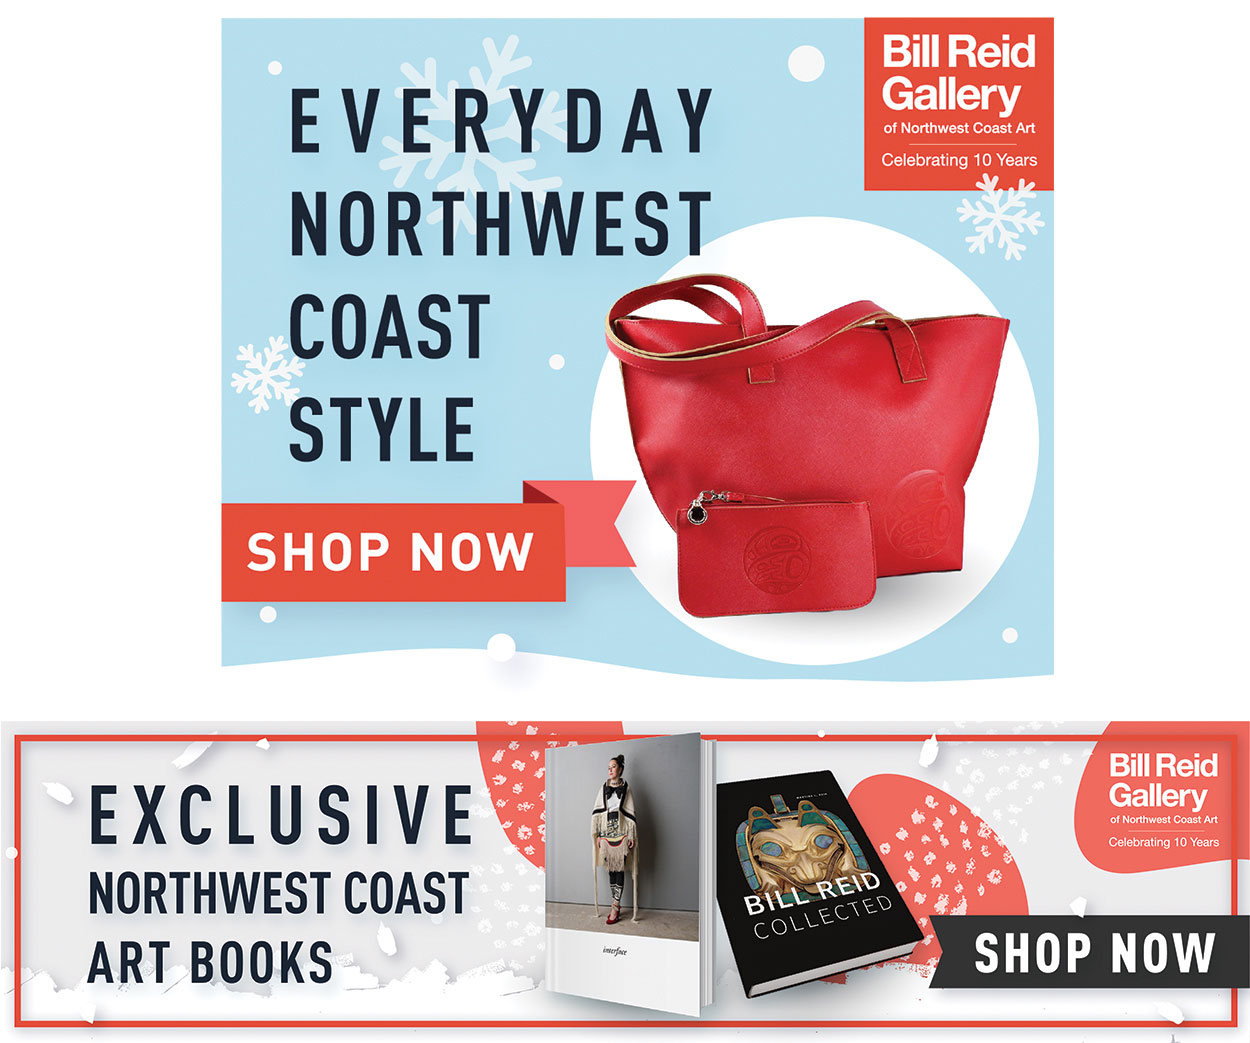 EVERYDAY
NORTHWEST
COAST
STYLE
SHOP NOW
Bill Reid
Gallery
of Northwest Coast Art
Celebrating 10 Years
EXCLUSIVE
NORTHWEST COAST
ART BOOKS
interface
BILL REID
COLLECTED
Bill Reid
Gallery
of Northwest Coast Art
Celebrating 10 Years
SHOP NOW